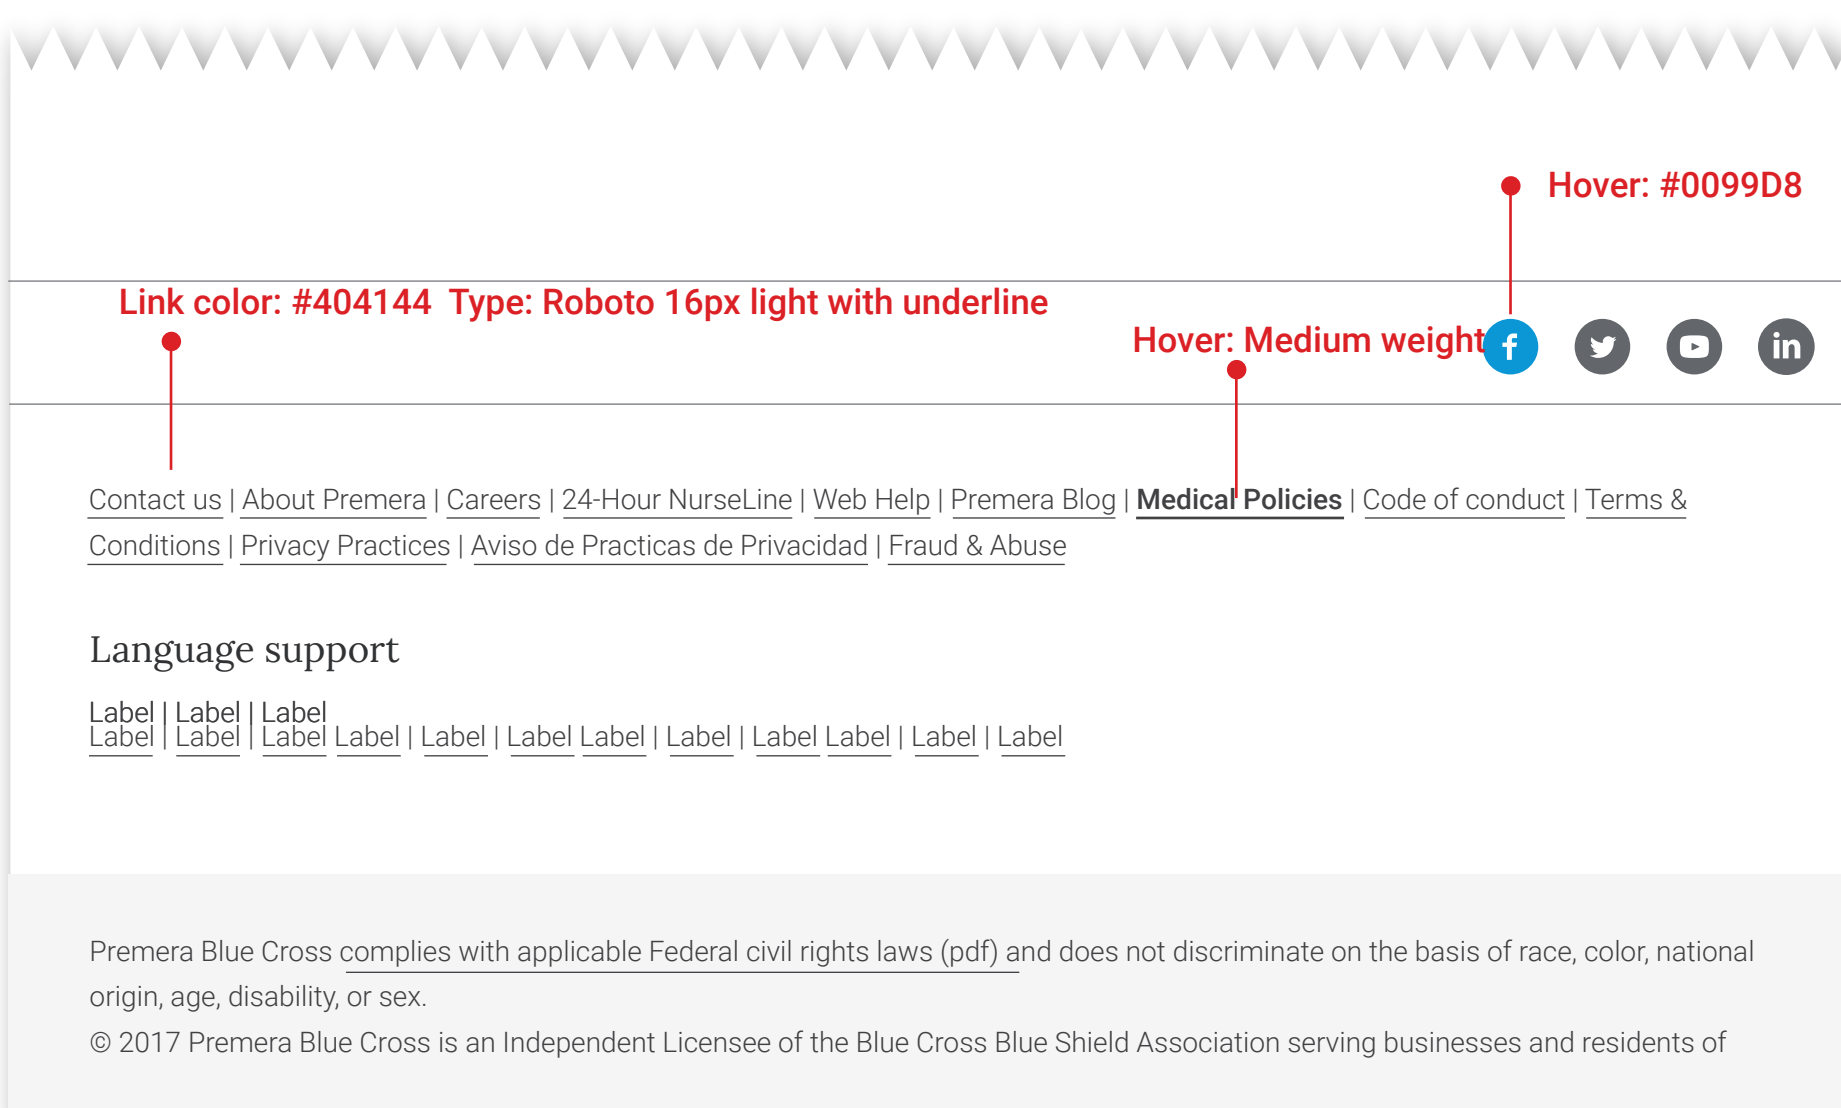 Hover: #0099D8
Link color: #404144 Type: Roboto 16px light with underline
Hover: Medium weight
f in
Contact us | About Premera | Careers | 24-Hour NurseLine | Web Help | Premera Blog | Medical Policies | Code of conduct | Terms &
Conditions | Privacy Practices | Aviso de Practicas de Privacidad | Fraud & Abuse
Language support
Label | Label | Label
Label | Label | Label Label | Label | Label Label | Label | Label Label | Label | Label
Premera Blue Cross complies with applicable Federal civil rights laws (pdf) and does not discriminate on the basis of race, color, national
origin, age, disability, or sex.
© 2017 Premera Blue Cross is an Independent Licensee of the Blue Cross Blue Shield Association serving businesses and residents of